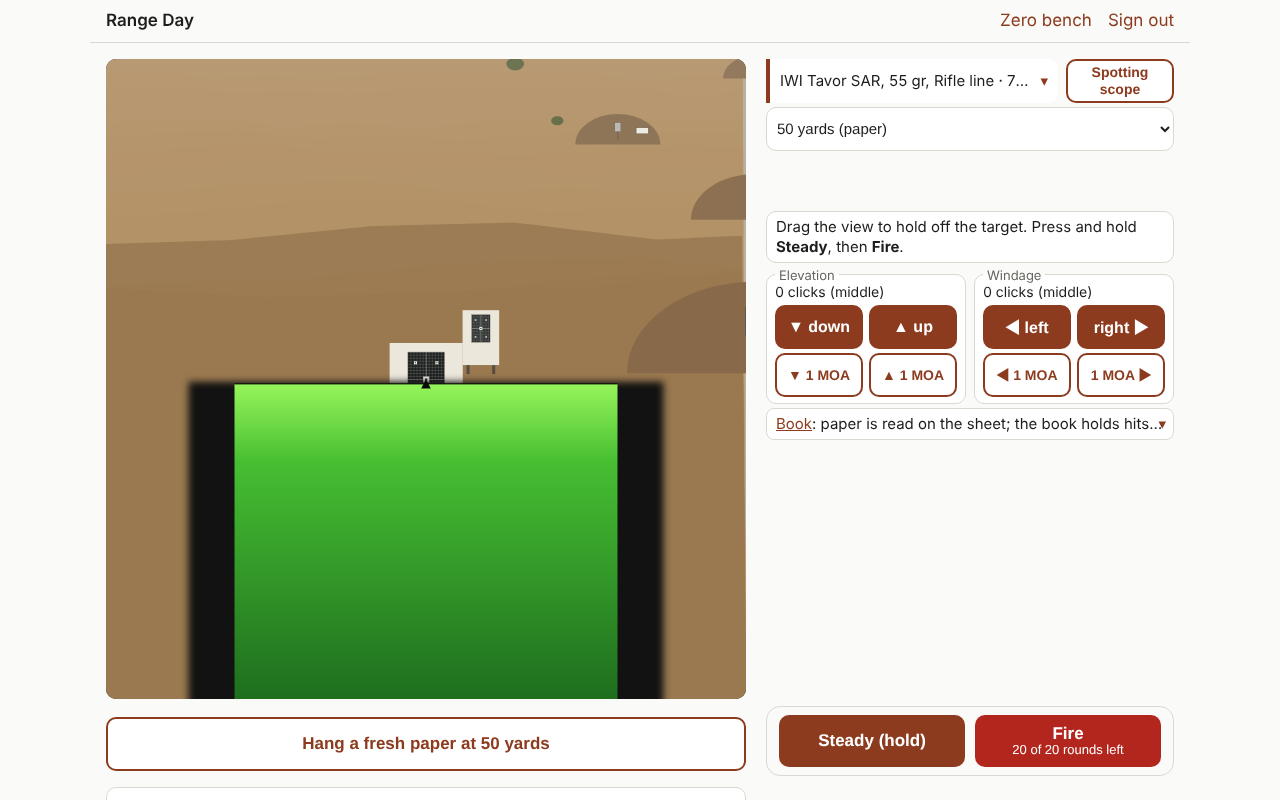 Range Day
Zero bench
Sign out
IWI Tavor SAR, 55 gr, Rifle line · 7… ▼
Spotting
scope
50 yards (paper)
Drag the view to hold off the target. Press and hold
Steady, then Fire.
Elevation
0 clicks (middle)
▼ down
▲ up
▼ 1 MOA
▲ 1 MOA
Windage
0 clicks (middle)
◀ left
right ▶
◀ 1 MOA
1 MOA ▶
Book: paper is read on the sheet; the book holds hits… ▼
Hang a fresh paper at 50 yards
Steady (hold)
Fire
20 of 20 rounds left